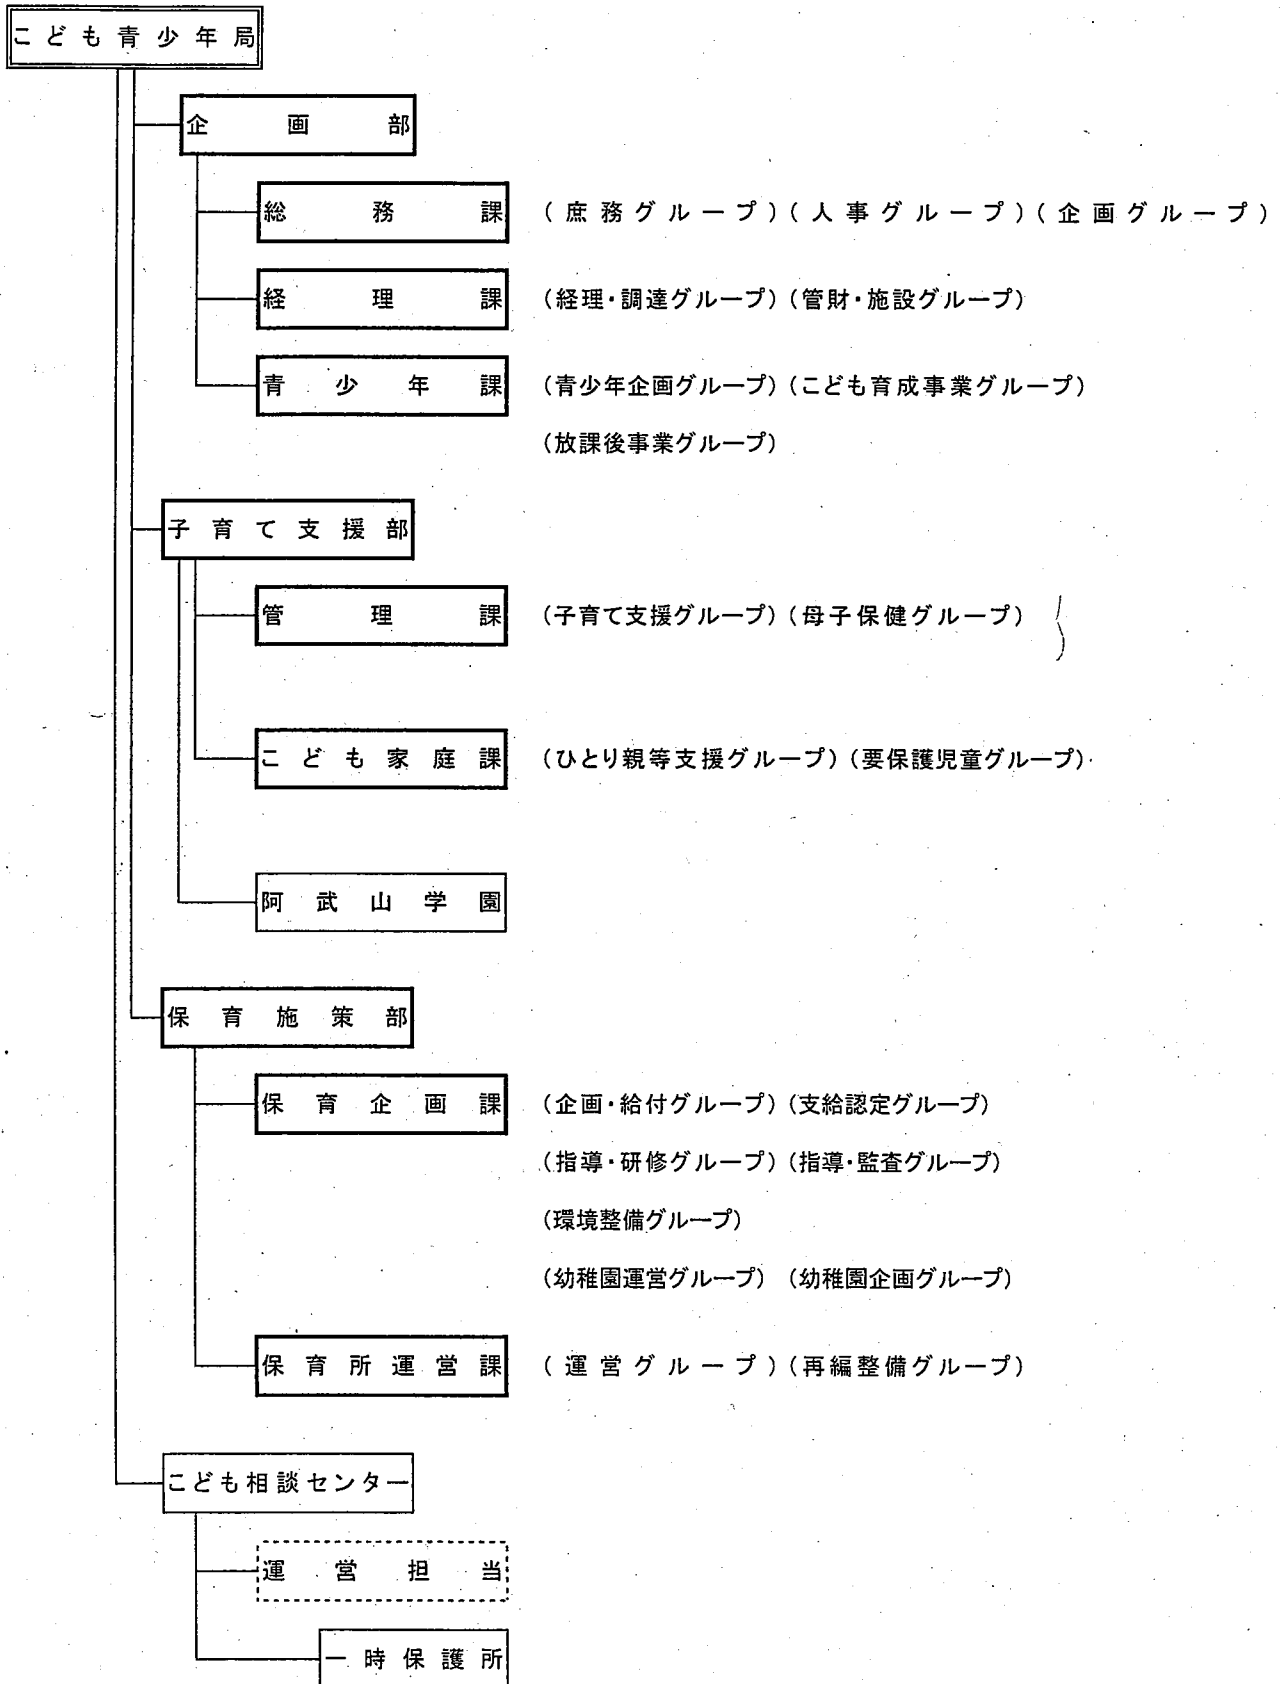 こども青少年局
企画部
総務課 (庶務グループ)(人事グループ)(企画グループ)
経理課 (経理・調達グループ)(管財・施設グループ)
青少年課 (青少年企画グループ)(こども育成事業グループ)
(放課後事業グループ)
子育て支援部
管理課 (子育て支援グループ)(母子保健グループ)
こども家庭課 (ひとり親等支援グループ)(要保護児童グループ)
阿武山学園
保育施策部
保育企画課 (企画・給付グループ)(支給認定グループ)
(指導・研修グループ)(指導・監査グループ)
(環境整備グループ)
(幼稚園運営グループ) (幼稚園企画グループ)
保育所運営課 (運営グループ)(再編整備グループ)
こども相談センター
運営担当
一時保護所